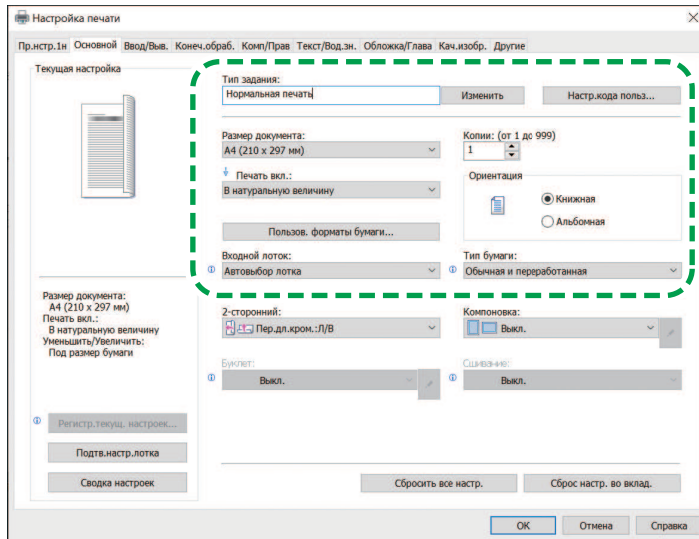 Настройка печати
Пр.нстр.1н Основной Ввод/Выв. Конеч.обраб. Комп/Прав Текст/Вод.зн. Обложка/Глава Кач.изобр. Другие
Текущая настройка
Тип задания:
Нормальная печать
Изменить
Настр.кода польз...
Размер документа:
A4 (210 x 297 мм)
Копии: (от 1 до 999)
1
Печать вкл.:
В натуральную величину
Ориентация
Книжная
Альбомная
Пользов. форматы бумаги...
Входной лоток:
Автовыбор лотка
Тип бумаги:
Обычная и переработанная
Размер документа:
A4 (210 x 297 мм)
Печать вкл.:
В натуральную величину
Уменьшить/Увеличить:
Под размер бумаги
2-сторонний:
Пер.дл.кром.:Л/В
Компоновка:
Выкл.
Буклет:
Выкл.
Сшивание:
Выкл.
Регистр.текущ. настроек...
Подтв.настр.лотка
Сводка настроек
Сбросить все настр.
Сброс настр. во вклад.
OK
Отмена
Справка